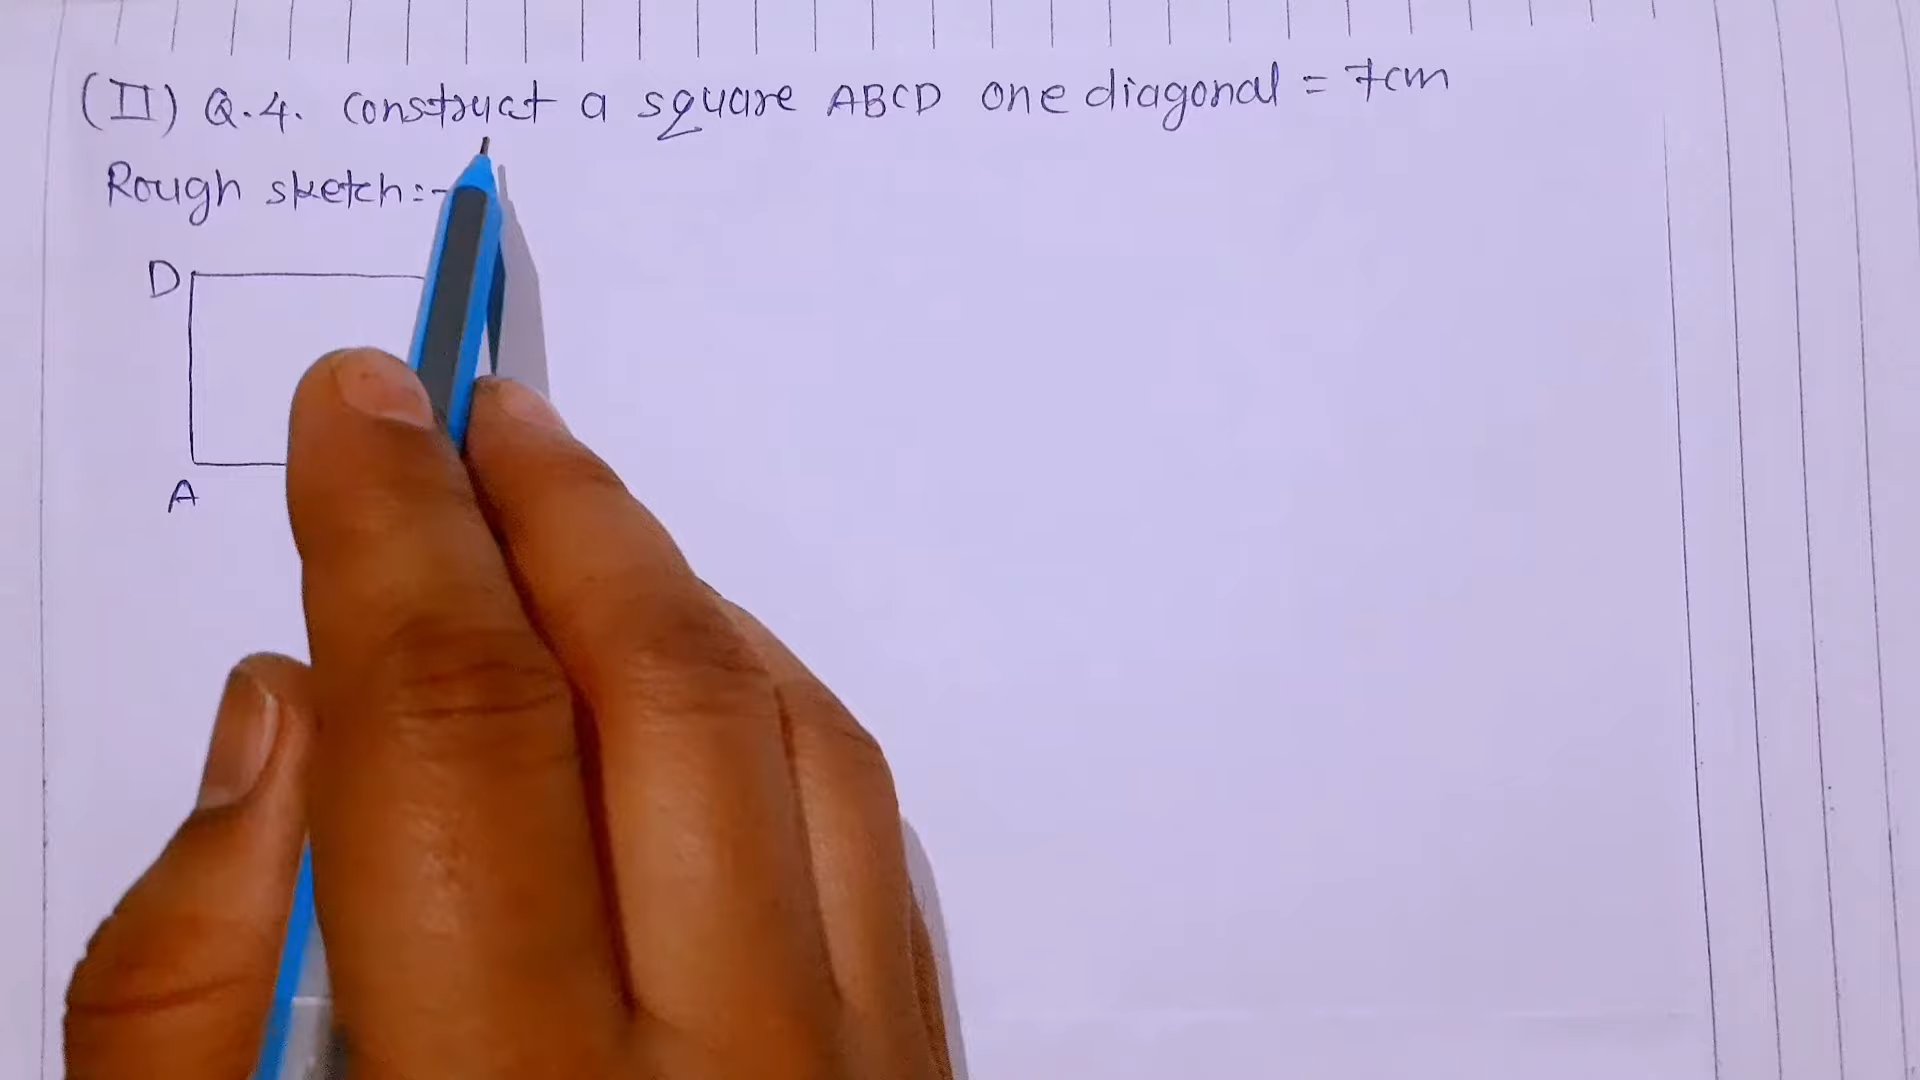 (II) Q.4. construct a square ABCD one diagonal = 7cm
Rough sketch:-
D
A